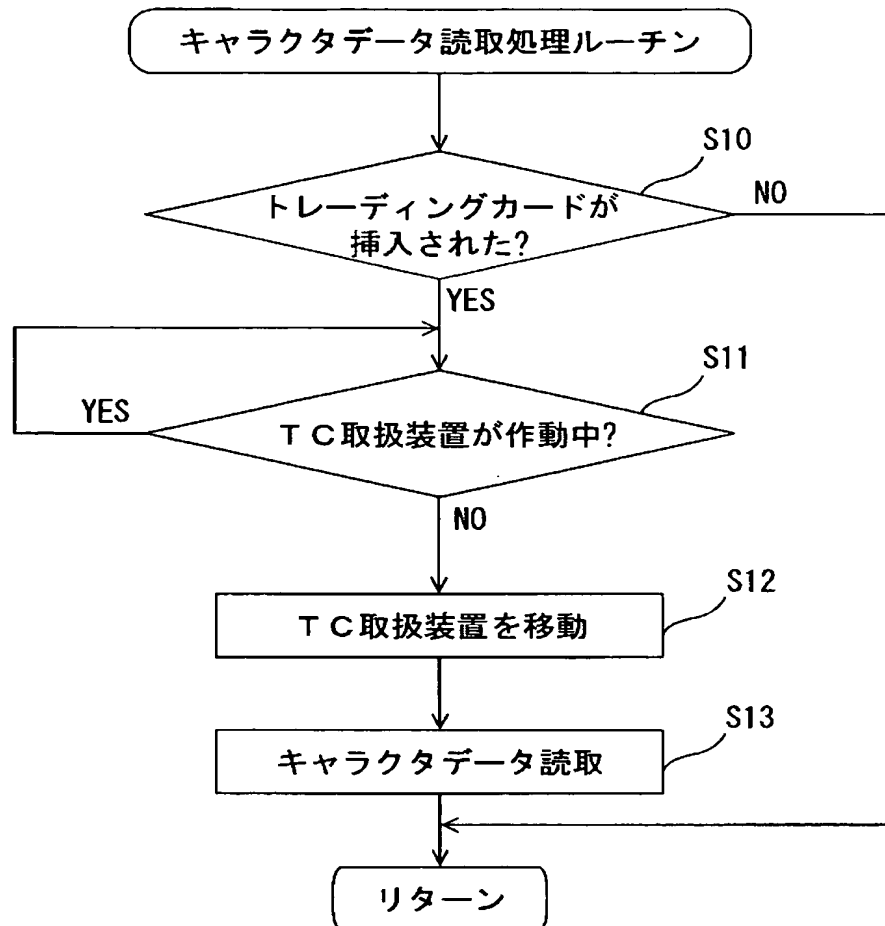 キャラクタデータ読取処理ルーチン
S10
トレーディングカードが
挿入された?
NO
YES
S11
YES
TC取扱装置が作動中?
NO
S12
TC取扱装置を移動
S13
キャラクタデータ読取
リターン